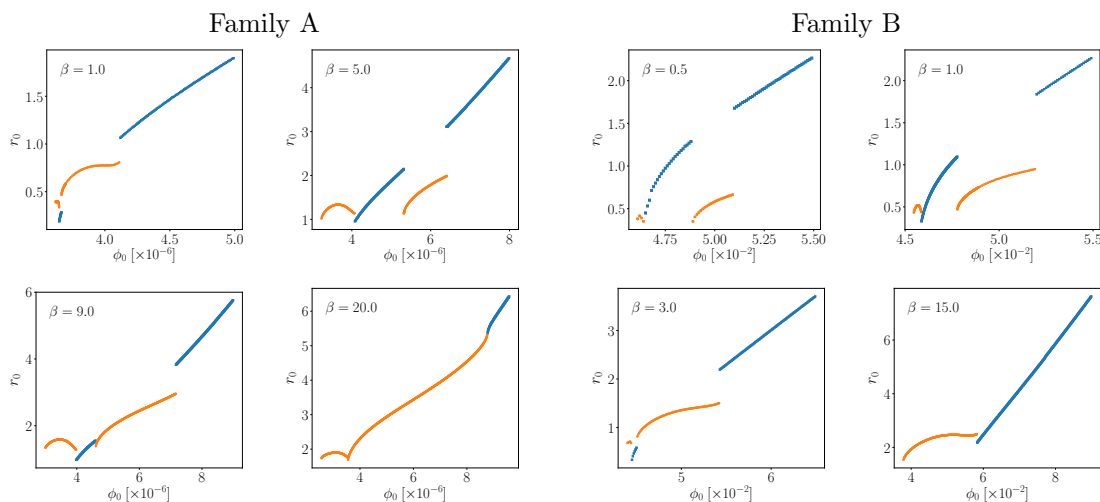 Family A
Family B
β = 1.0
r₀
1.5
1.0
0.5
4.0
4.5
5.0
ϕ₀ [×10⁻⁶]
β = 5.0
r₀
4
3
2
1
4
6
8
ϕ₀ [×10⁻⁶]
β = 0.5
r₀
2.0
1.5
1.0
0.5
4.75
5.00
5.25
5.50
ϕ₀ [×10⁻²]
β = 1.0
r₀
2.0
1.5
1.0
0.5
4.5
5.0
5.5
ϕ₀ [×10⁻²]
β = 9.0
r₀
6
4
2
4
6
8
ϕ₀ [×10⁻⁶]
β = 20.0
r₀
6
5
4
3
2
4
6
8
ϕ₀ [×10⁻⁶]
β = 3.0
r₀
3
2
1
5
6
ϕ₀ [×10⁻²]
β = 15.0
r₀
6
4
2
4
6
8
ϕ₀ [×10⁻²]